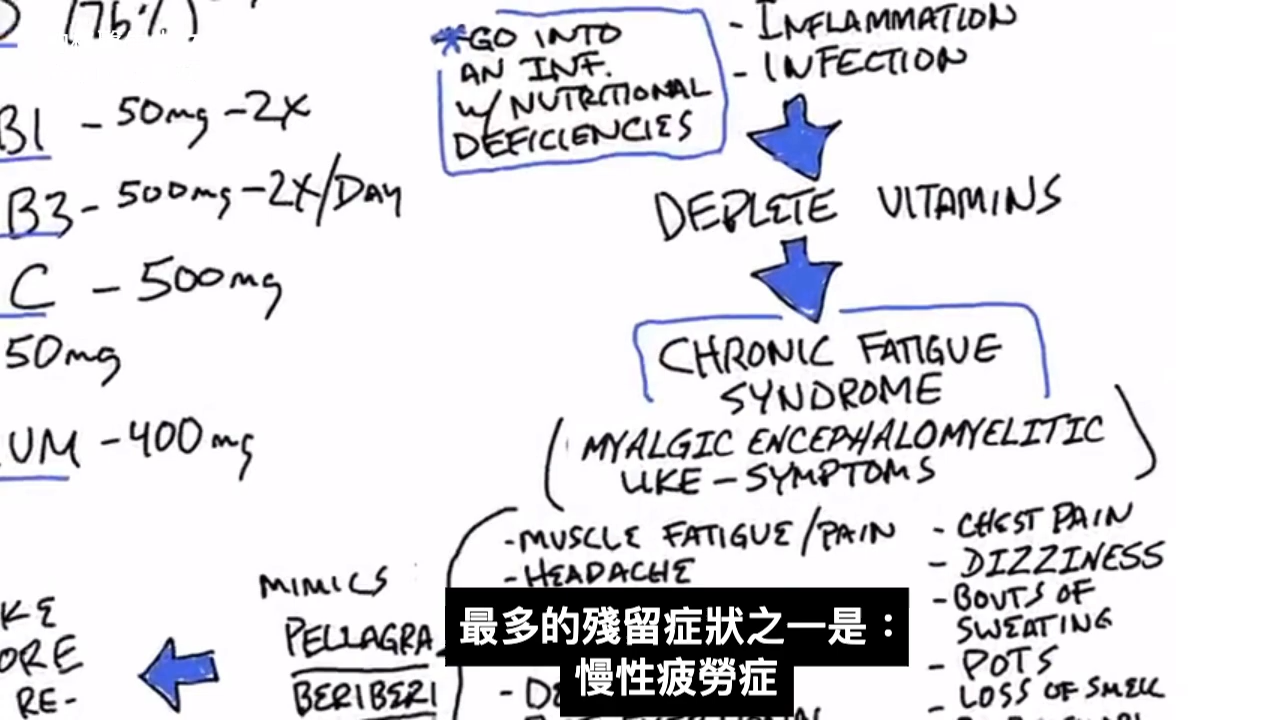 (76%)
B1 - 50mg - 2X
B3 - 500mg - 2X/DAY
C - 500mg
50mg
UM - 400mg
*GO INTO
AN INF.
W/ NUTRITIONAL
DEFICIENCIES
- INFLAMMATION
- INFECTION
DEPLETE VITAMINS
CHRONIC FATIGUE
SYNDROME
(MYALGIC ENCEPHALOMYELITIC
LIKE - SYMPTOMS)
- MUSCLE FATIGUE/PAIN
- HEADACHE
- CHEST PAIN
- DIZZINESS
- BOUTS OF
SWEATING
- POTS
- LOSS OF SMELL
MIMICS
PELLAGRA
BERIBERI
KE
ORE
RE-
最多的殘留症狀之一是：
慢性疲勞症